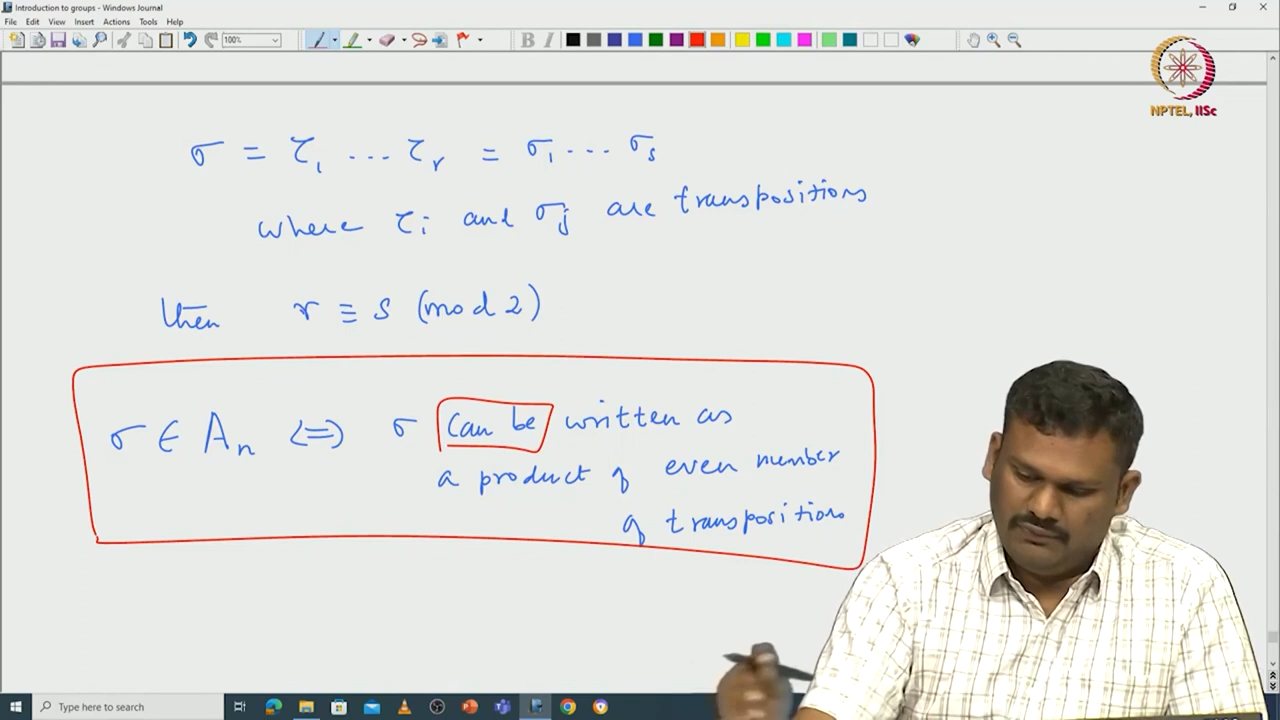 Introduction to groups - Windows Journal
File Edit View Insert Actions Tools Help
100%
B I
NPTEL, IISc
σ = τ₁ ... τᵣ = σ₁ ... σₛ
where τᵢ and σⱼ are transpositions
then r ≡ s (mod 2)
σ ∈ Aₙ ⇔ σ can be written as
a product of even number
of transpositions
Type here to search